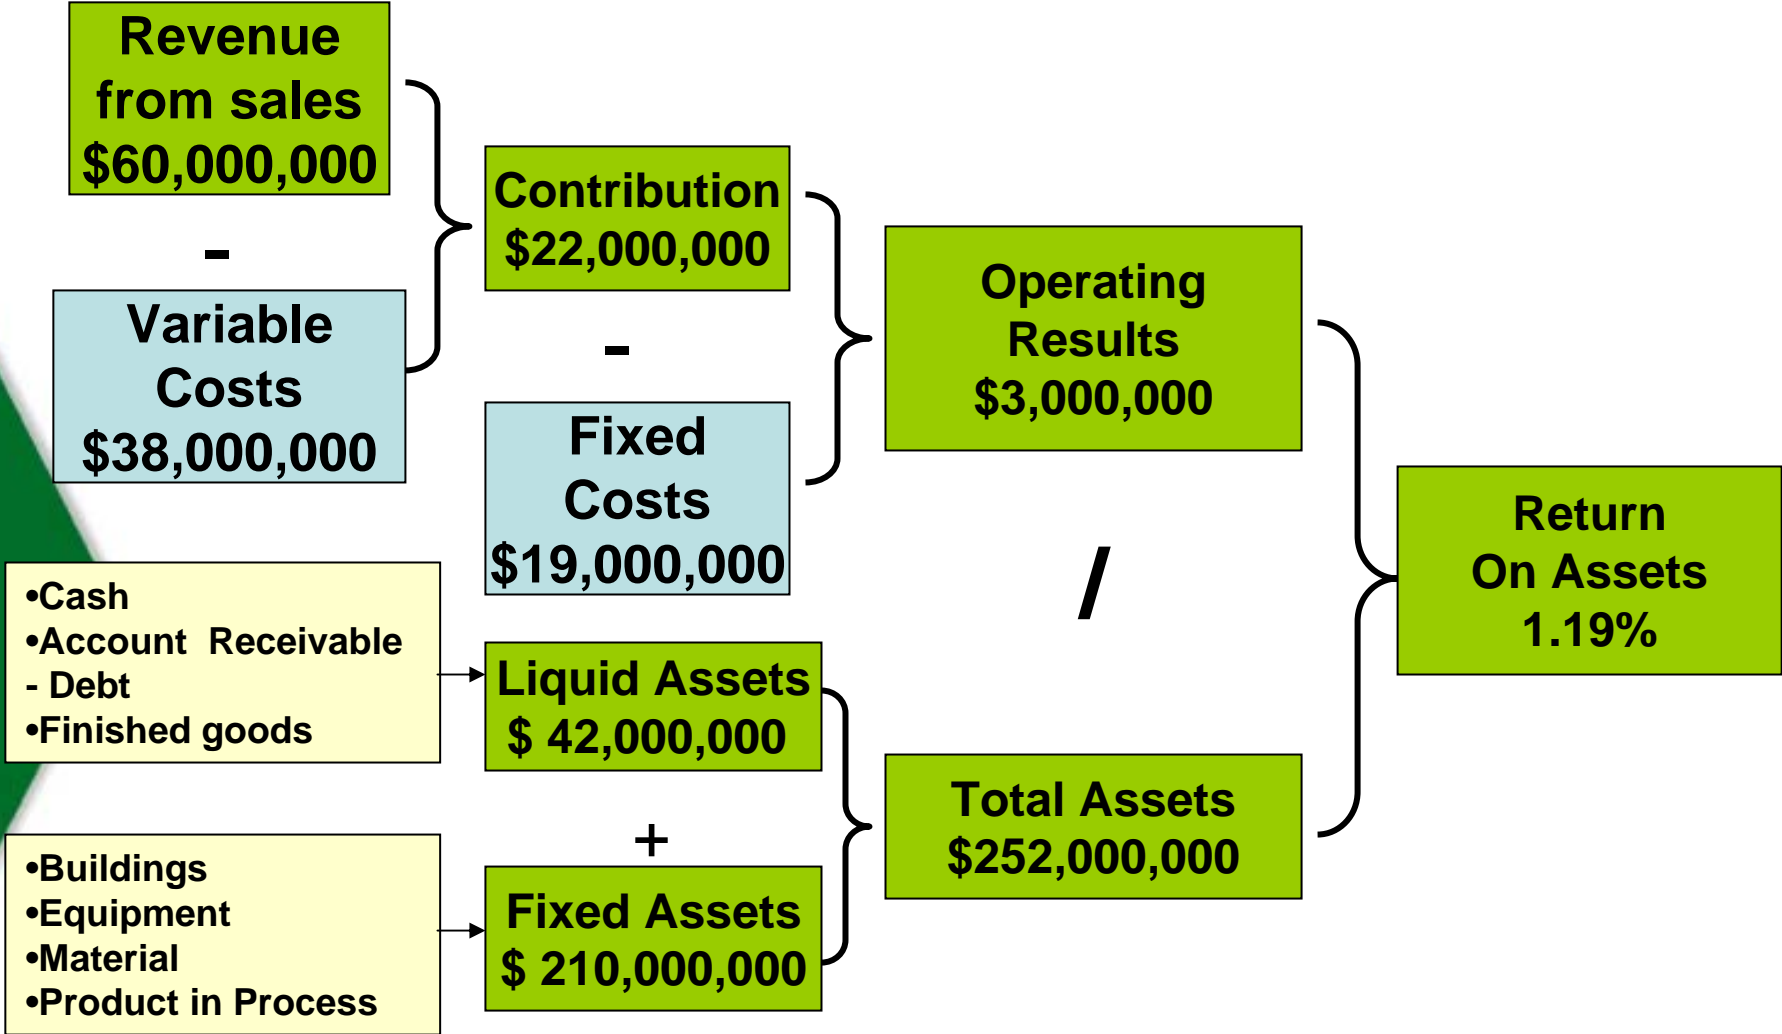 Revenue
from sales
$60,000,000
-
Variable
Costs
$38,000,000
Contribution
$22,000,000
-
Fixed
Costs
$19,000,000
Operating
Results
$3,000,000
/
Return
On Assets
1.19%
•Cash
•Account Receivable
- Debt
•Finished goods
Liquid Assets
$ 42,000,000
+
•Buildings
•Equipment
•Material
•Product in Process
Fixed Assets
$ 210,000,000
Total Assets
$252,000,000